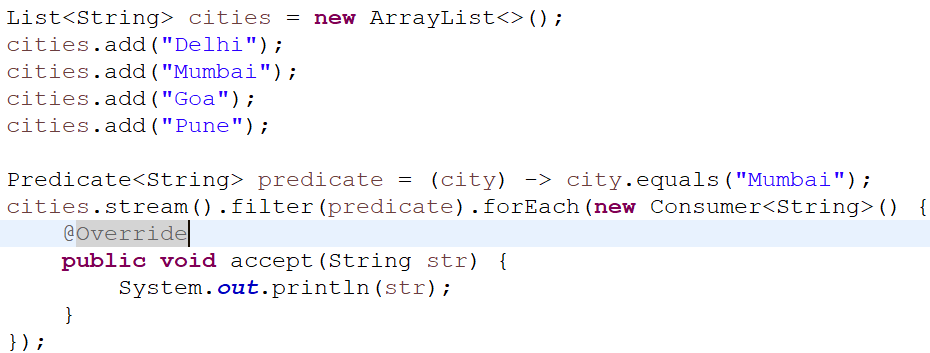 List<String> cities = new ArrayList<>();
cities.add("Delhi");
cities.add("Mumbai");
cities.add("Goa");
cities.add("Pune");

Predicate<String> predicate = (city) -> city.equals("Mumbai");
cities.stream().filter(predicate).forEach(new Consumer<String>() {
    @Override
    public void accept(String str) {
        System.out.println(str);
    }
});